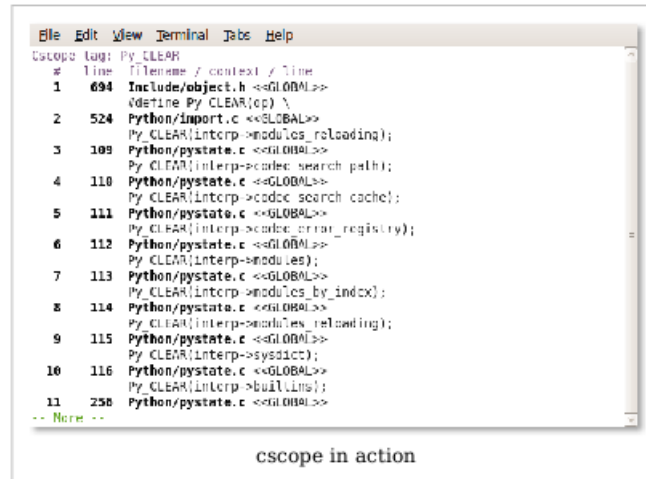 File Edit View Terminal Tabs Help
Cscope tag: Py_CLEAR
# line filename / context / line
1 694 Include/object.h <<GLOBAL>>
#define Py_CLEAR(op) \
2 524 Python/import.c <<GLOBAL>>
Py_CLEAR(interp->modules_reloading);
3 109 Python/pystate.c <<GLOBAL>>
Py_CLEAR(interp->codec_search_path);
4 110 Python/pystate.c <<GLOBAL>>
Py_CLEAR(interp->codec_search_cache);
5 111 Python/pystate.c <<GLOBAL>>
Py_CLEAR(interp->codec_error_registry);
6 112 Python/pystate.c <<GLOBAL>>
Py_CLEAR(interp->modules);
7 113 Python/pystate.c <<GLOBAL>>
Py_CLEAR(interp->modules_by_index);
8 114 Python/pystate.c <<GLOBAL>>
Py_CLEAR(interp->modules_reloading);
9 115 Python/pystate.c <<GLOBAL>>
Py_CLEAR(interp->sysdict);
10 116 Python/pystate.c <<GLOBAL>>
Py_CLEAR(interp->builtins);
11 258 Python/pystate.c <<GLOBAL>>
-- More --
cscope in action